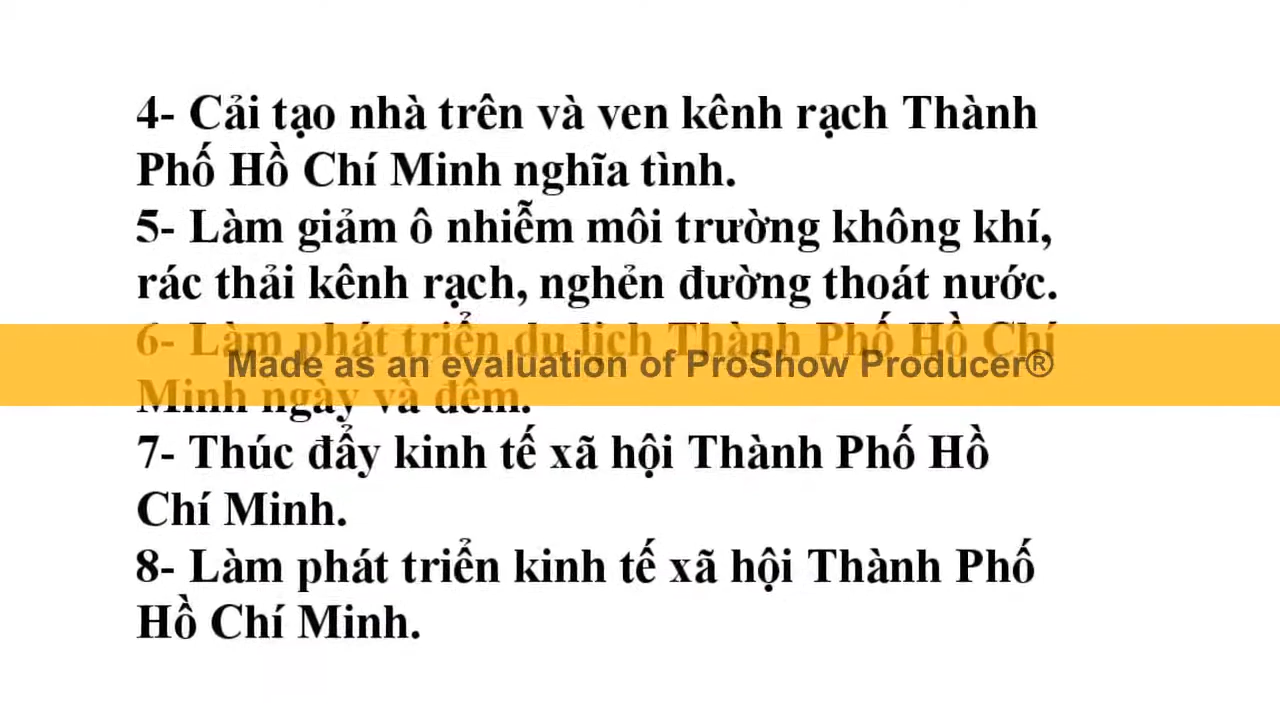 4- Cải tạo nhà trên và ven kênh rạch Thành
Phố Hồ Chí Minh nghĩa tình.
5- Làm giảm ô nhiễm môi trường không khí,
rác thải kênh rạch, nghẻn đường thoát nước.
6- Làm phát triển du lịch Thành Phố Hồ Chí
Made as an evaluation of ProShow Producer®
Minh ngày và đêm.
7- Thúc đẩy kinh tế xã hội Thành Phố Hồ
Chí Minh.
8- Làm phát triển kinh tế xã hội Thành Phố
Hồ Chí Minh.